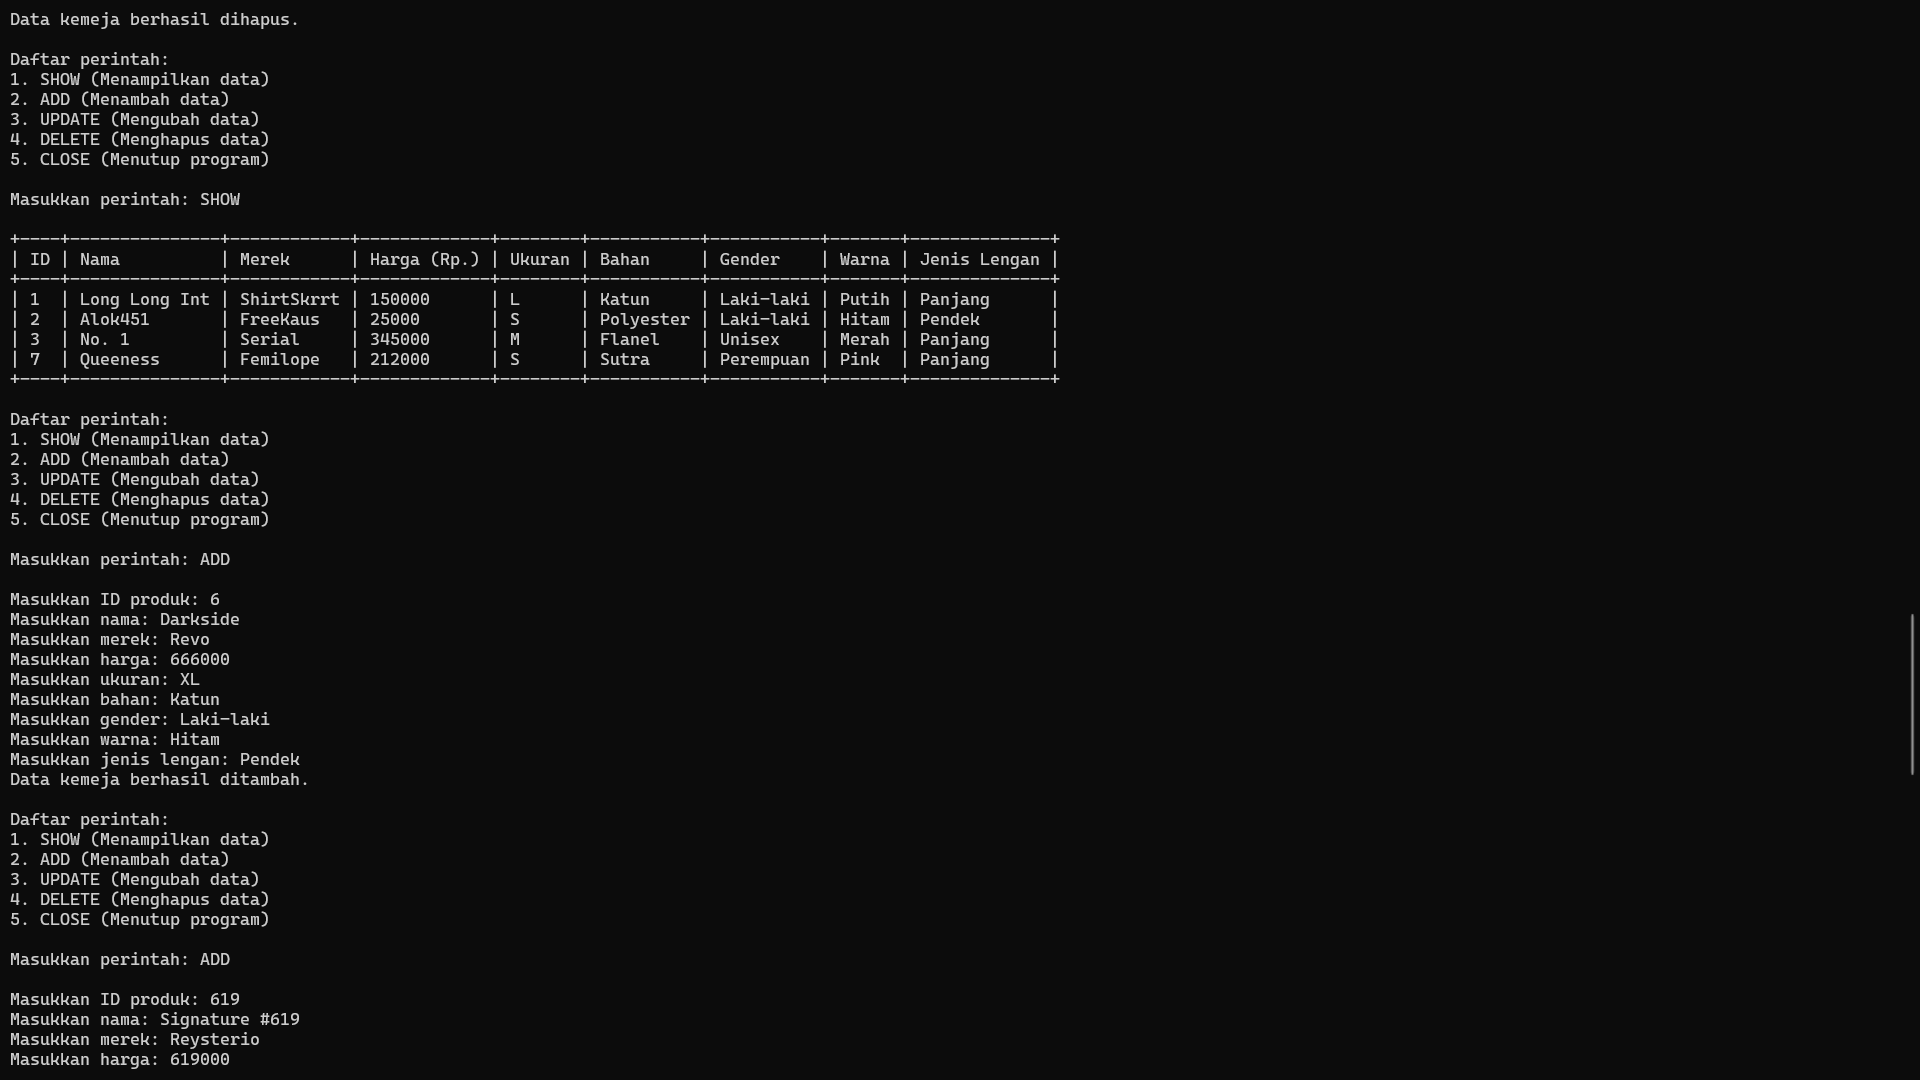 Data kemeja berhasil dihapus.
Daftar perintah:
1. SHOW (Menampilkan data)
2. ADD (Menambah data)
3. UPDATE (Mengubah data)
4. DELETE (Menghapus data)
5. CLOSE (Menutup program)
Masukkan perintah: SHOW
+----+---------------+------------+-------------+--------+-----------+-----------+-------+--------------+
| ID | Nama          | Merek      | Harga (Rp.) | Ukuran | Bahan     | Gender    | Warna | Jenis Lengan |
+----+---------------+------------+-------------+--------+-----------+-----------+-------+--------------+
| 1  | Long Long Int | ShirtSkrrt | 150000      | L      | Katun     | Laki-laki | Putih | Panjang      |
| 2  | Alok451       | FreeKaus   | 25000       | S      | Polyester | Laki-laki | Hitam | Pendek       |
| 3  | No. 1         | Serial     | 345000      | M      | Flanel    | Unisex    | Merah | Panjang      |
| 7  | Queeness      | Femilope   | 212000      | S      | Sutra     | Perempuan | Pink  | Panjang      |
+----+---------------+------------+-------------+--------+-----------+-----------+-------+--------------+
Daftar perintah:
1. SHOW (Menampilkan data)
2. ADD (Menambah data)
3. UPDATE (Mengubah data)
4. DELETE (Menghapus data)
5. CLOSE (Menutup program)
Masukkan perintah: ADD
Masukkan ID produk: 6
Masukkan nama: Darkside
Masukkan merek: Revo
Masukkan harga: 666000
Masukkan ukuran: XL
Masukkan bahan: Katun
Masukkan gender: Laki-laki
Masukkan warna: Hitam
Masukkan jenis lengan: Pendek
Data kemeja berhasil ditambah.
Daftar perintah:
1. SHOW (Menampilkan data)
2. ADD (Menambah data)
3. UPDATE (Mengubah data)
4. DELETE (Menghapus data)
5. CLOSE (Menutup program)
Masukkan perintah: ADD
Masukkan ID produk: 619
Masukkan nama: Signature #619
Masukkan merek: Reysterio
Masukkan harga: 619000